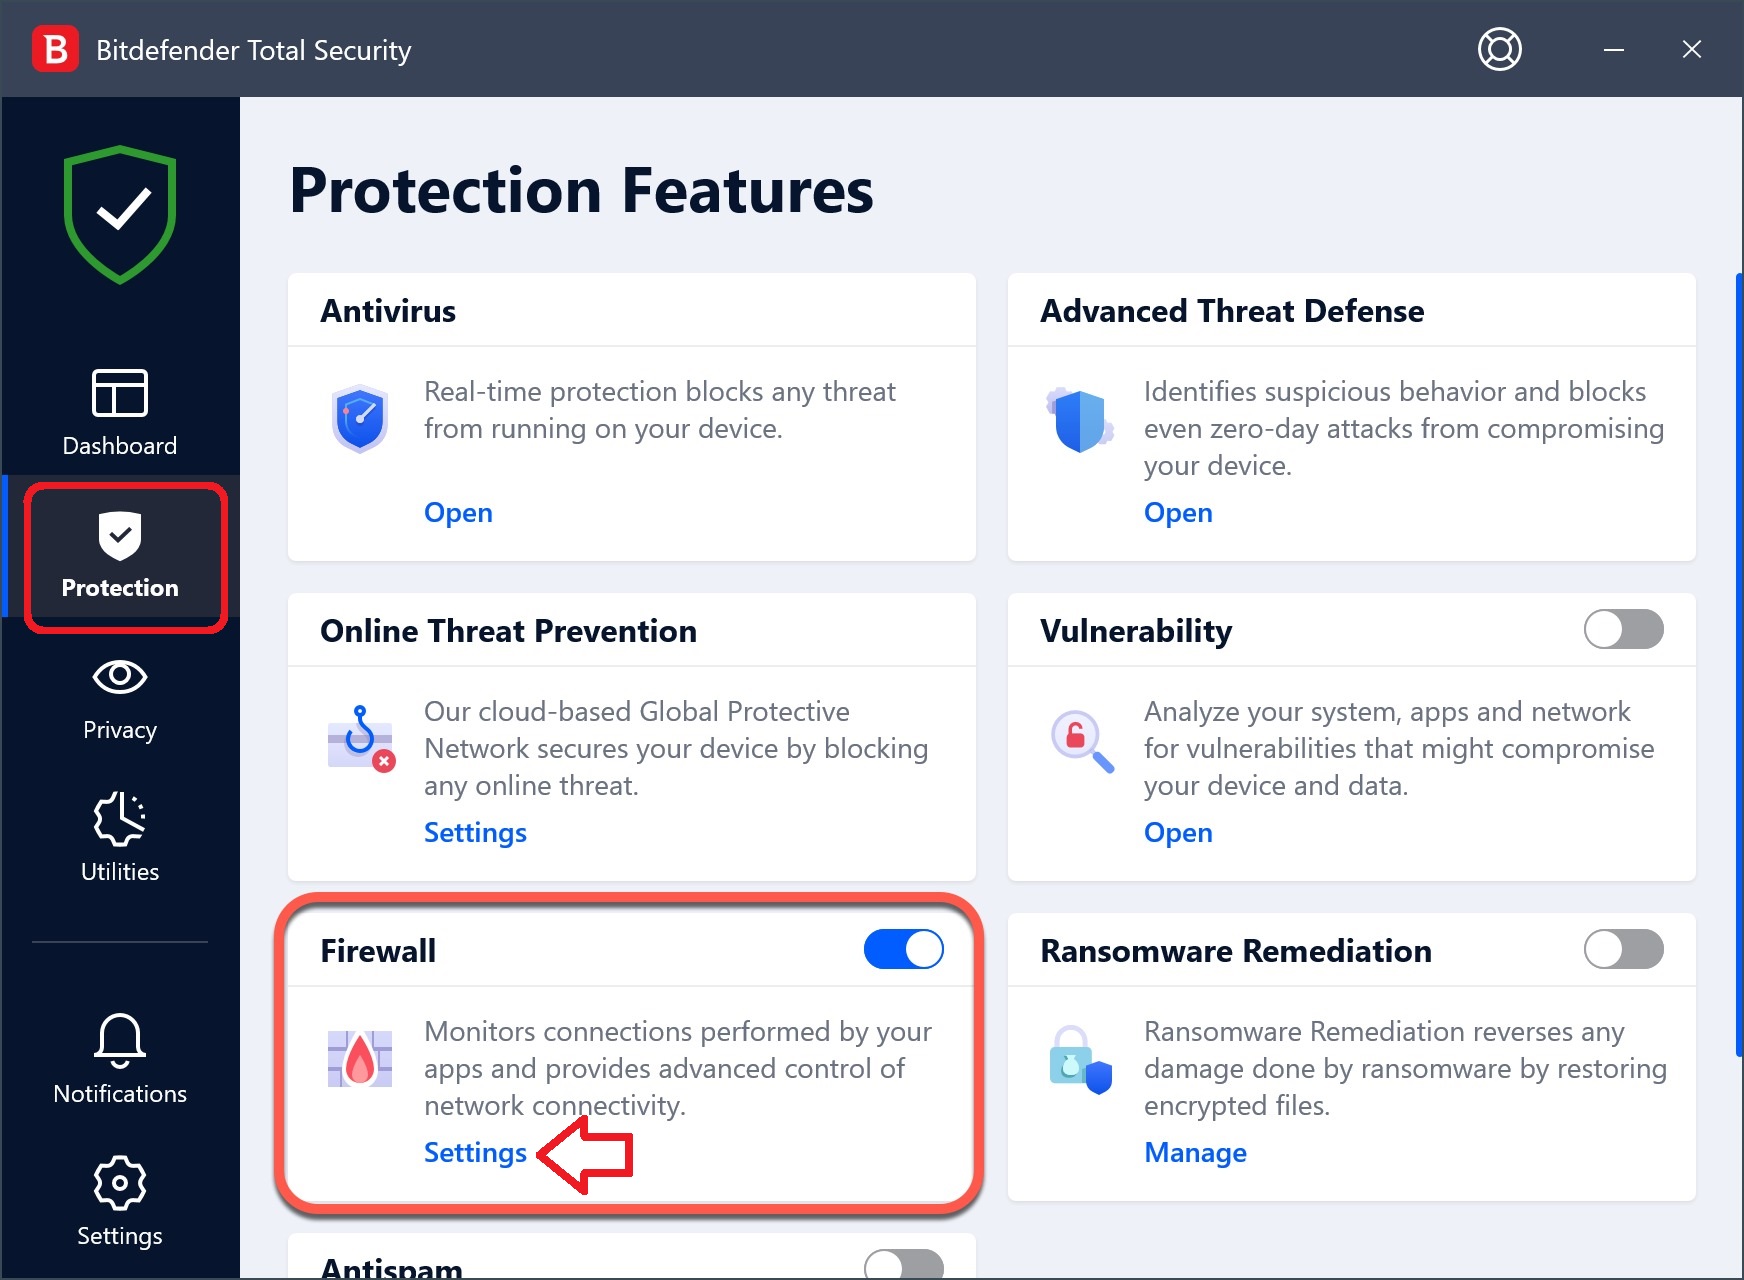 B Bitdefender Total Security
Dashboard
Protection
Privacy
Utilities
Notifications
Settings
Protection Features
Antivirus
Real-time protection blocks any threat
from running on your device.
Open
Advanced Threat Defense
Identifies suspicious behavior and blocks
even zero-day attacks from compromising
your device.
Open
Online Threat Prevention
Our cloud-based Global Protective
Network secures your device by blocking
any online threat.
Settings
Vulnerability
Analyze your system, apps and network
for vulnerabilities that might compromise
your device and data.
Open
Firewall
Monitors connections performed by your
apps and provides advanced control of
network connectivity.
Settings
Ransomware Remediation
Ransomware Remediation reverses any
damage done by ransomware by restoring
encrypted files.
Manage
Antispam